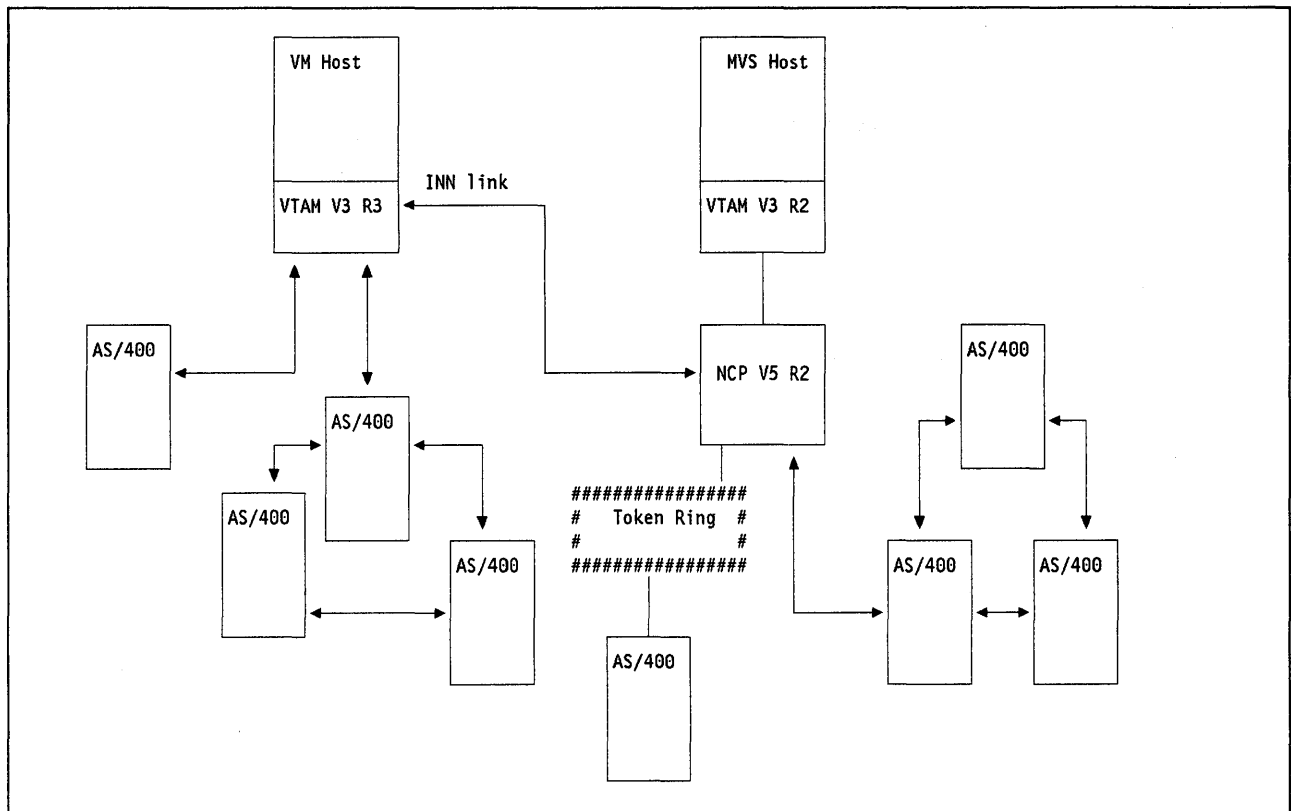 VM Host
MVS Host
INN link
VTAM V3 R3
VTAM V3 R2
AS/400
AS/400
NCP V5 R2
AS/400
AS/400
################
# Token Ring #
# #
################
AS/400
AS/400
AS/400
AS/400